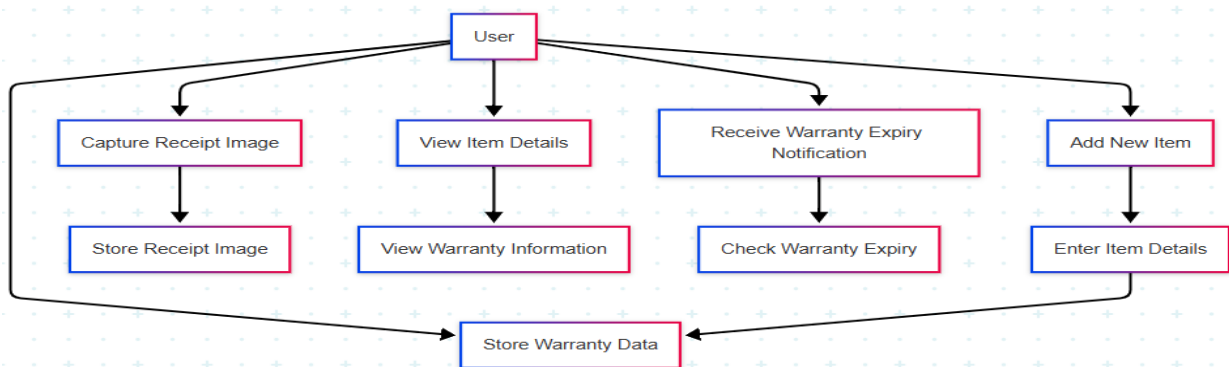 User
Capture Receipt Image
View Item Details
Receive Warranty Expiry
Notification
Add New Item
Store Receipt Image
View Warranty Information
Check Warranty Expiry
Enter Item Details
Store Warranty Data